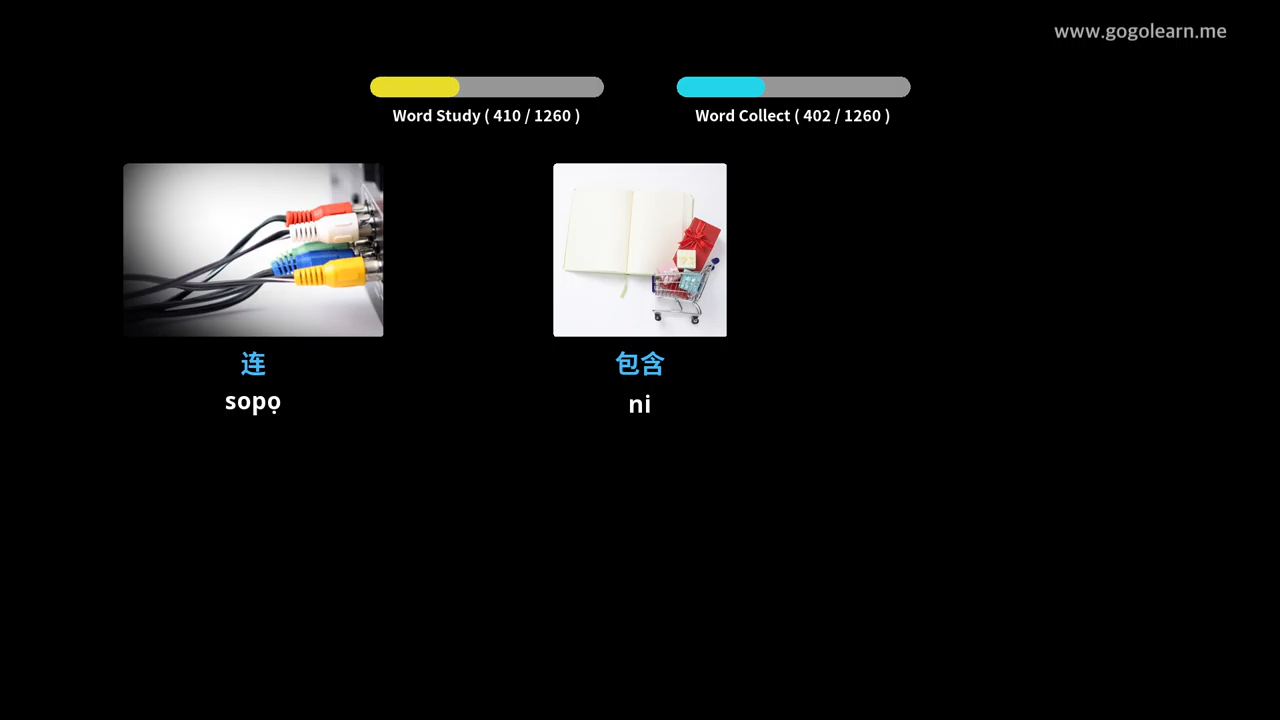 www.gogolearn.me
Word Study ( 410 / 1260 )
Word Collect ( 402 / 1260 )
连
sopọ
包含
ni